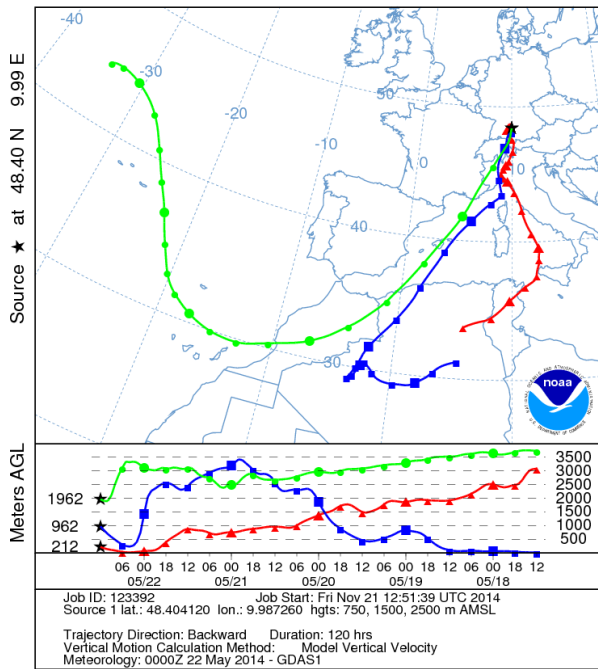 Source ★ at 48.40 N 9.99 E
-40
-30
-20
-10
0
0
50
40
30
noaa
Meters AGL
1962
962
212
3500
3000
2500
2000
1500
1000
500
06 00 18 12 06 00 18 12 06 00 18 12 06 00 18 12 06 00 18 12
05/22 05/21 05/20 05/19 05/18
Job ID: 123392 Job Start: Fri Nov 21 12:51:39 UTC 2014
Source 1 lat.: 48.404120 lon.: 9.987260 hgts: 750, 1500, 2500 m AMSL
Trajectory Direction: Backward Duration: 120 hrs
Vertical Motion Calculation Method: Model Vertical Velocity
Meteorology: 0000Z 22 May 2014 - GDAS1